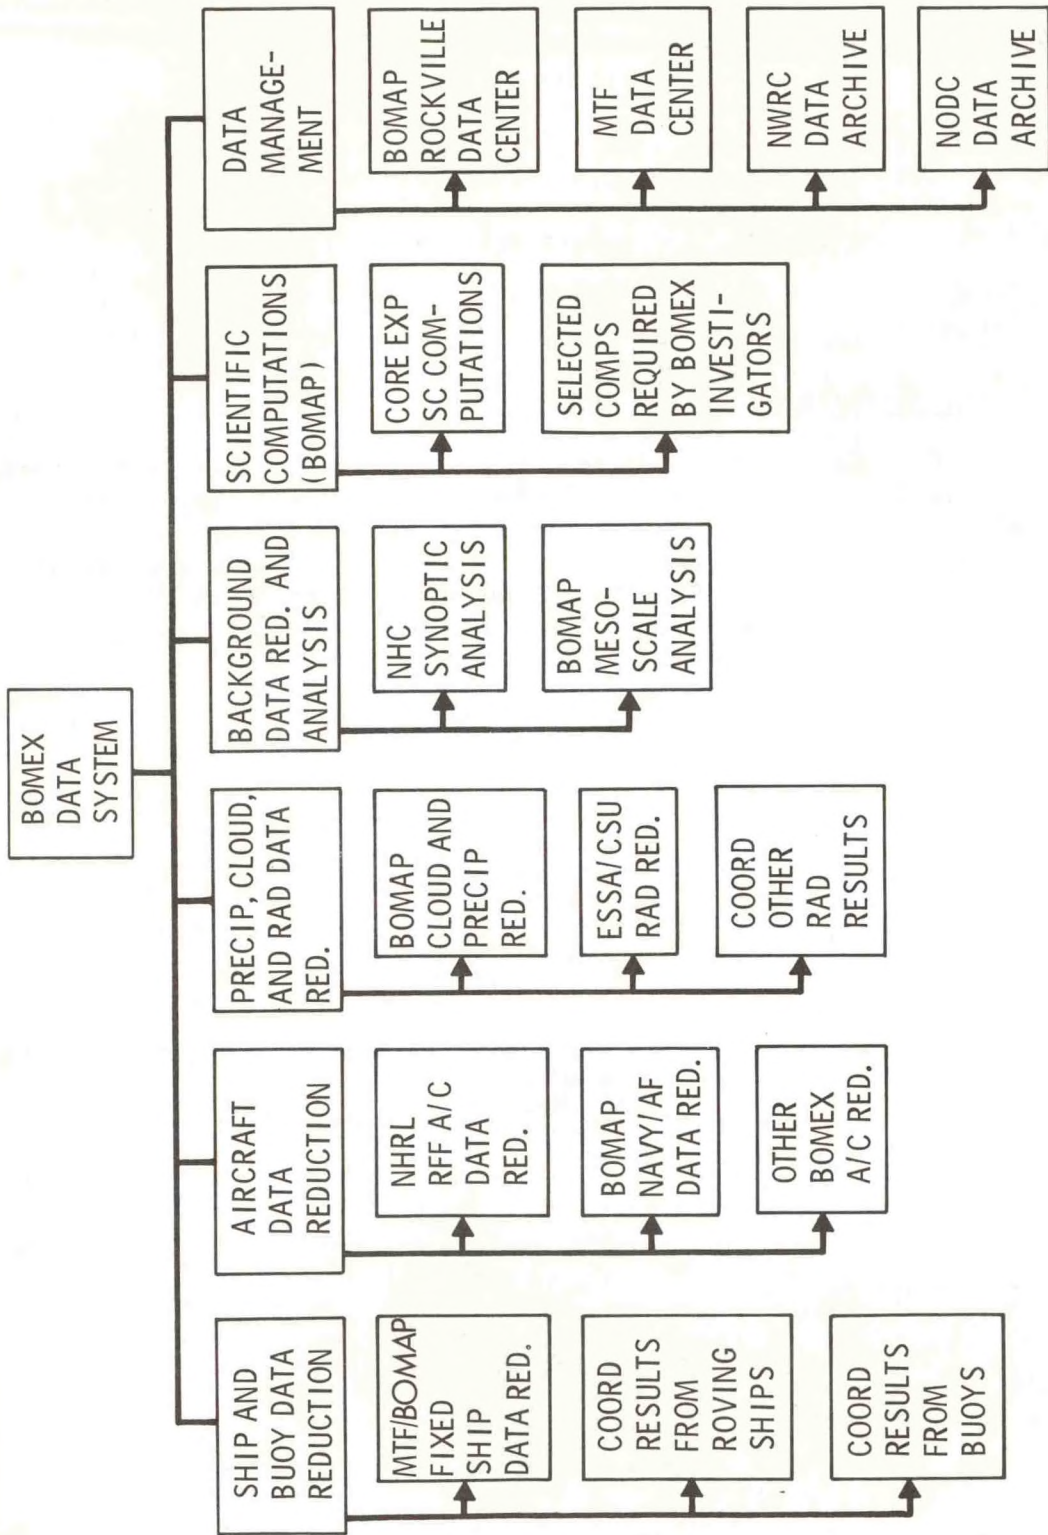 BOMEX
DATA
SYSTEM
SHIP AND
BUOY DATA
REDUCTION
MTF/BOMAP
FIXED
SHIP
DATA RED.
COORD
RESULTS
FROM
ROVING
SHIPS
COORD
RESULTS
FROM
BUOYS
AIRCRAFT
DATA
REDUCTION
NHRL
RFF A/C
DATA
RED.
BOMAP
NAVY/AF
DATA RED.
OTHER
BOMEX
A/C RED.
PRECIP, CLOUD,
AND RAD DATA
RED.
BOMAP
CLOUD AND
PRECIP
RED.
ESSA/CSU
RAD RED.
COORD
OTHER
RAD
RESULTS
BACKGROUND
DATA RED. AND
ANALYSIS
NHC
SYNOPTIC
ANALYSIS
BOMAP
MESO-
SCALE
ANALYSIS
SCIENTIFIC
COMPUTATIONS
(BOMAP)
CORE EXP
SC COM-
PUTATIONS
SELECTED
COMPS
REQUIRED
BY BOMEX
INVESTI-
GATORS
DATA
MANAGE-
MENT
BOMAP
ROCKVILLE
DATA
CENTER
MTF
DATA
CENTER
NWRC
DATA
ARCHIVE
NODC
DATA
ARCHIVE